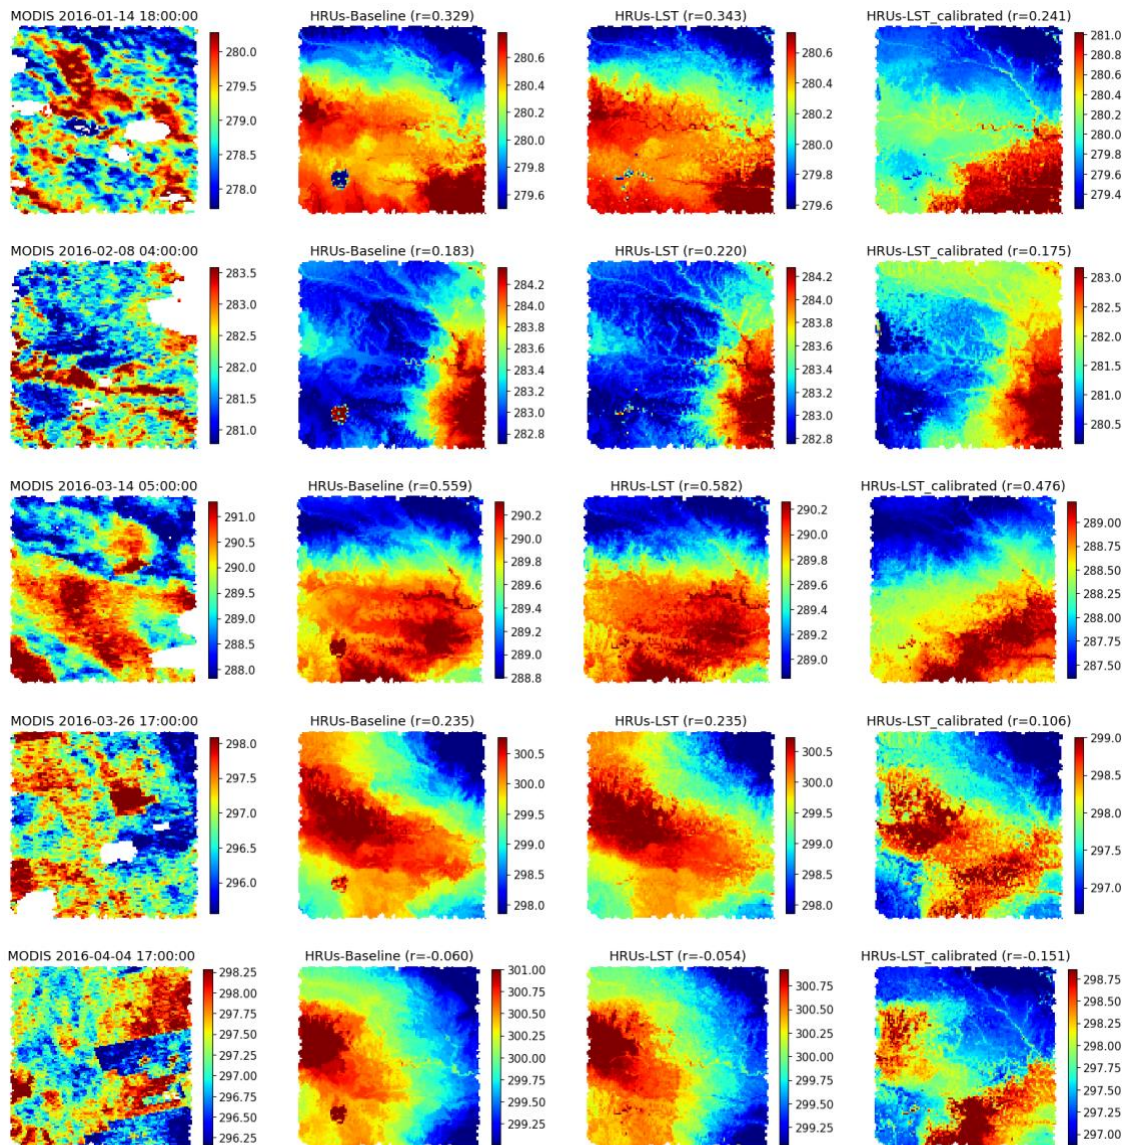 MODIS 2016-01-14 18:00:00 HRUs-Baseline (r=0.329) HRUs-LST (r=0.343) HRUs-LST_calibrated (r=0.241)
280.0 280.6 280.6 281.0
279.5 280.4 280.4 280.8
279.0 280.2 280.2 280.6
278.5 280.0 280.0 280.4
278.0 279.8 279.8 280.2
279.6 279.6 280.0
279.8
279.6
279.4
MODIS 2016-02-08 04:00:00 HRUs-Baseline (r=0.183) HRUs-LST (r=0.220) HRUs-LST_calibrated (r=0.175)
283.5 284.2 284.2 283.0
283.0 284.0 284.0 282.5
282.5 283.8 283.8 282.0
282.0 283.6 283.6 281.5
281.5 283.4 283.4 281.0
281.0 283.2 283.2 280.5
283.0 283.0
282.8 282.8
MODIS 2016-03-14 05:00:00 HRUs-Baseline (r=0.559) HRUs-LST (r=0.582) HRUs-LST_calibrated (r=0.476)
291.0 290.2 290.2 289.00
290.5 290.0 290.0 288.75
290.0 289.8 289.8 288.50
289.5 289.6 289.6 288.25
289.0 289.4 289.4 288.00
288.5 289.2 289.2 287.75
288.0 289.0 289.0 287.50
288.8
MODIS 2016-03-26 17:00:00 HRUs-Baseline (r=0.235) HRUs-LST (r=0.235) HRUs-LST_calibrated (r=0.106)
298.0 300.5 300.5 299.0
297.5 300.0 300.0 298.5
297.0 299.5 299.5 298.0
296.5 299.0 299.0 297.5
296.0 298.5 298.5 297.0
298.0 298.0
MODIS 2016-04-04 17:00:00 HRUs-Baseline (r=-0.060) HRUs-LST (r=-0.054) HRUs-LST_calibrated (r=-0.151)
298.25 301.00 300.75 298.75
298.00 300.75 300.50 298.50
297.75 300.50 300.25 298.25
297.50 300.25 300.00 298.00
297.25 300.00 299.75 297.75
297.00 299.75 299.50 297.50
296.75 299.50 299.25 297.25
296.50 299.25 297.00
296.25